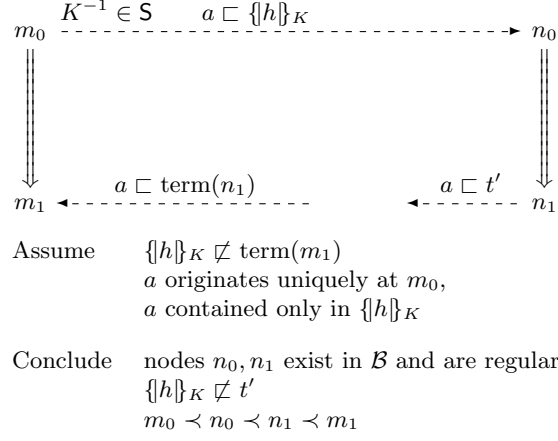 K⁻¹ ∈ S a ⊏ {|h|}_K
m₀ n₀
a ⊏ term(n₁) a ⊏ t′
m₁ n₁
Assume {|h|}_K ⋢ term(m₁)
a originates uniquely at m₀,
a contained only in {|h|}_K
Conclude nodes n₀, n₁ exist in ℬ and are regular
{|h|}_K ⋢ t′
m₀ ≺ n₀ ≺ n₁ ≺ m₁